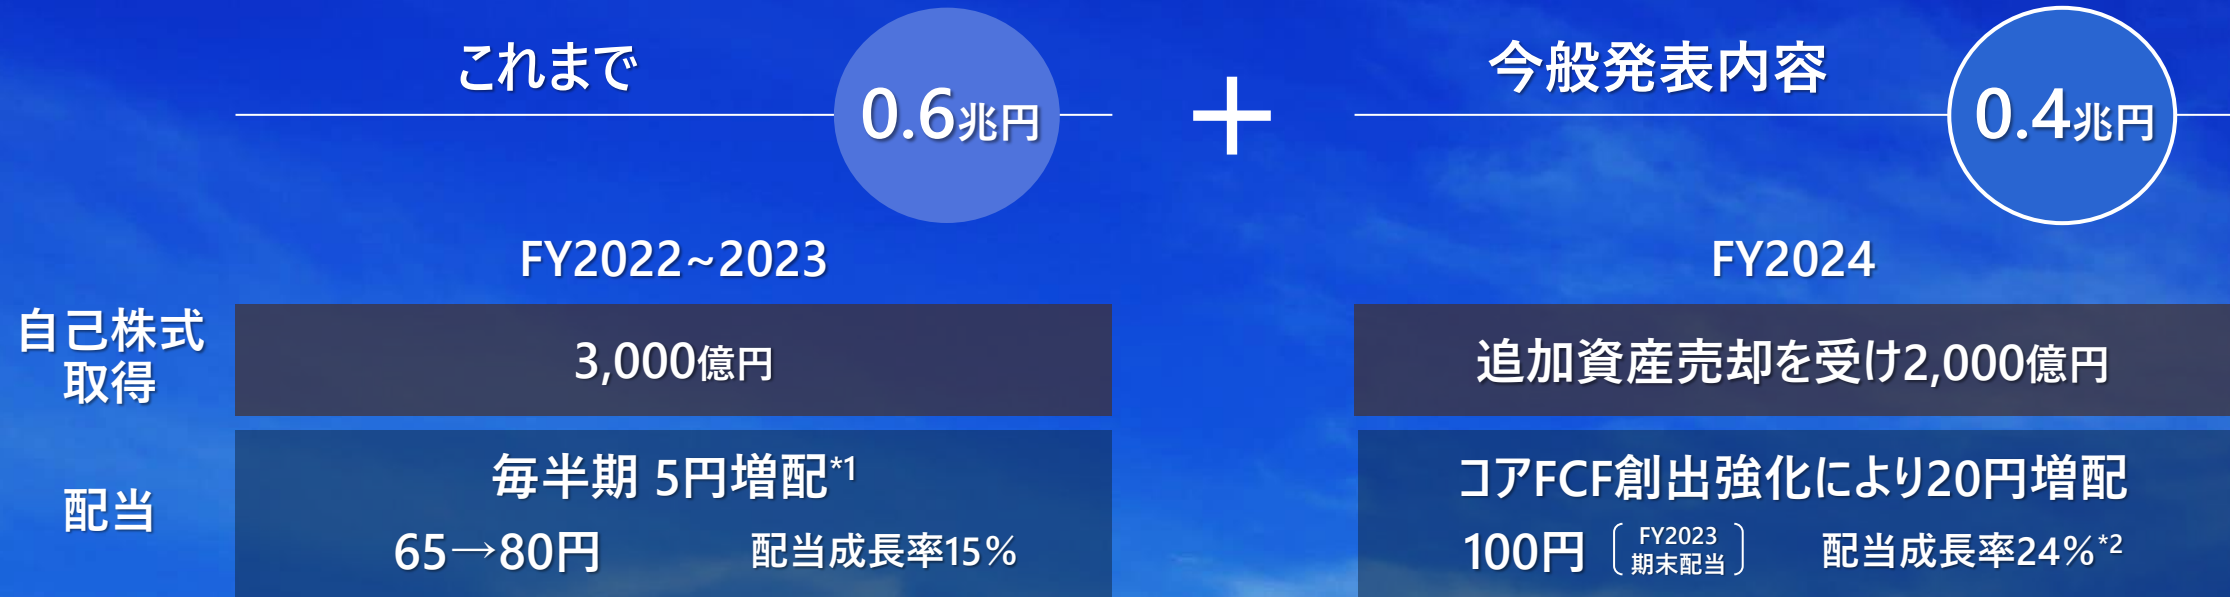 これまで
0.6兆円
+
今般発表内容
0.4兆円
FY2022~2023
FY2024
自己株式
取得
3,000億円
追加資産売却を受け2,000億円
配当
毎半期 5円増配*1
65→80円 配当成長率15%
コアFCF創出強化により20円増配
100円 FY2023
期末配当
配当成長率24%*2